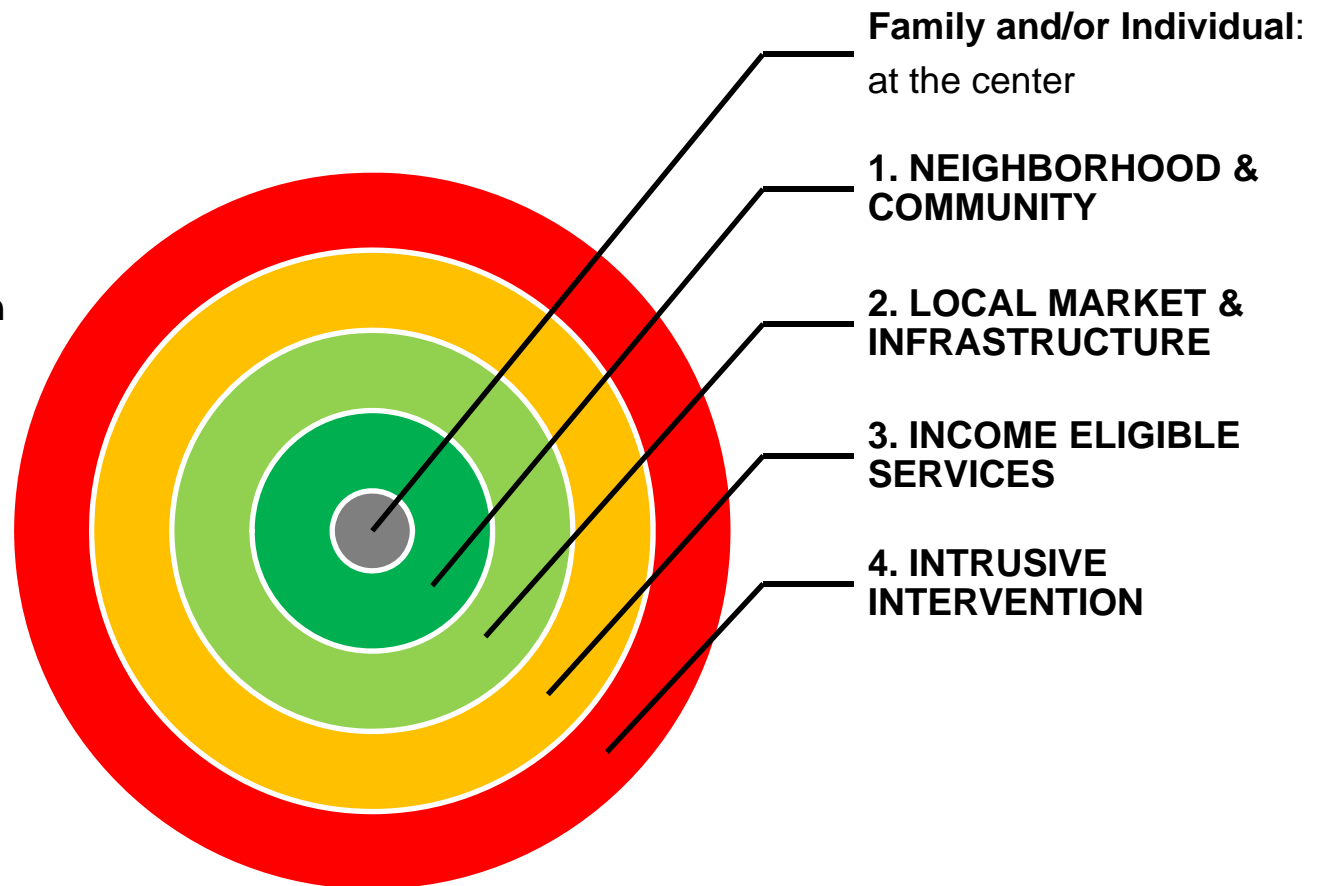 Family and/or Individual:
at the center
1. NEIGHBORHOOD &
COMMUNITY
2. LOCAL MARKET &
INFRASTRUCTURE
3. INCOME ELIGIBLE
SERVICES
4. INTRUSIVE
INTERVENTION